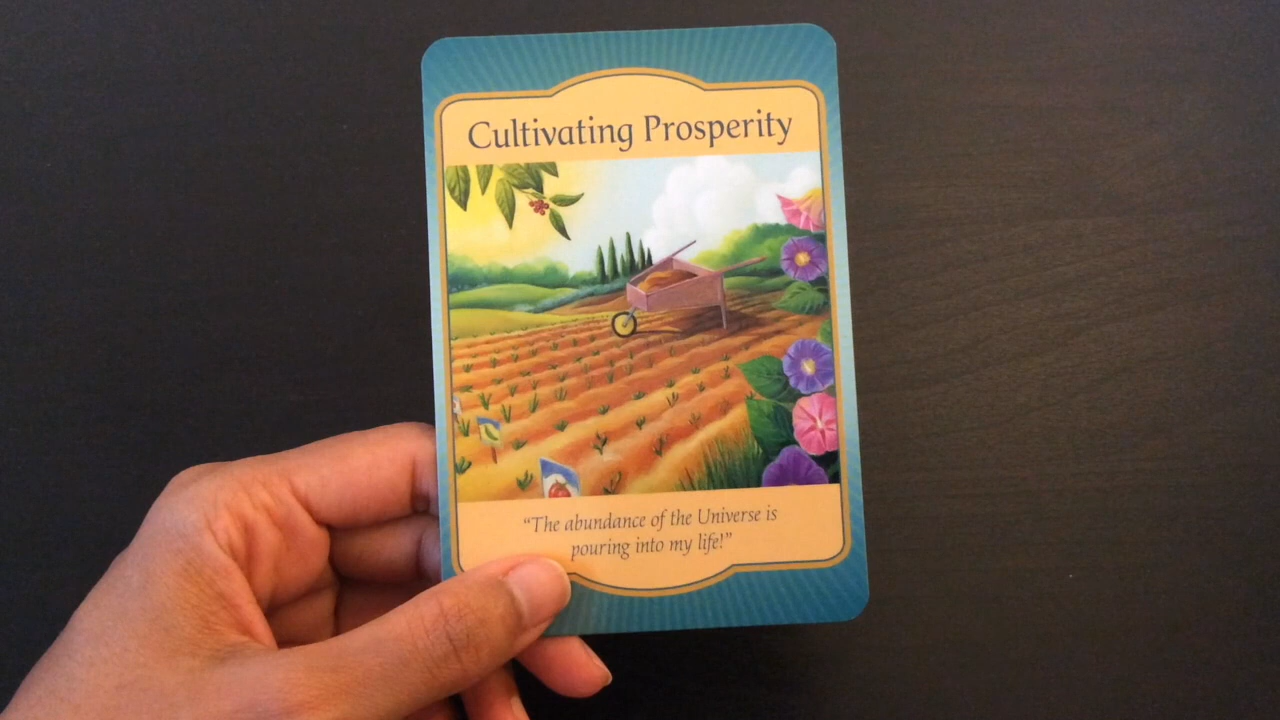 Cultivating Prosperity
“The abundance of the Universe is
pouring into my life!”